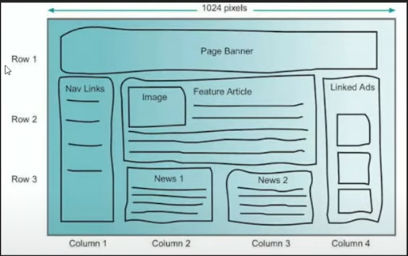 1024 pixels
Row 1
Page Banner
Nav Links
Image
Feature Article
Linked Ads
Row 2
Row 3
News 1
News 2
Column 1
Column 2
Column 3
Column 4